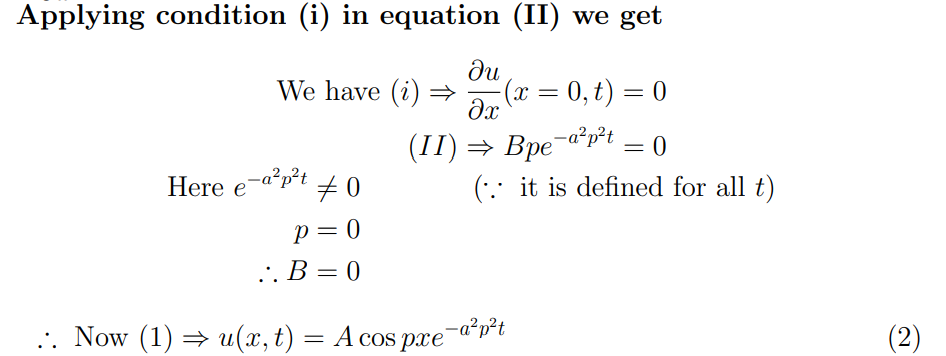 Applying condition (i) in equation (II) we get
We have (i) ⇒ ∂u/∂x (x = 0, t) = 0
(II) ⇒ Bpe^{−a²p²t} = 0
Here e^{−a²p²t} ≠ 0 (∵ it is defined for all t)
p = 0
∴ B = 0
∴ Now (1) ⇒ u(x, t) = A cos pxe^{−a²p²t} (2)